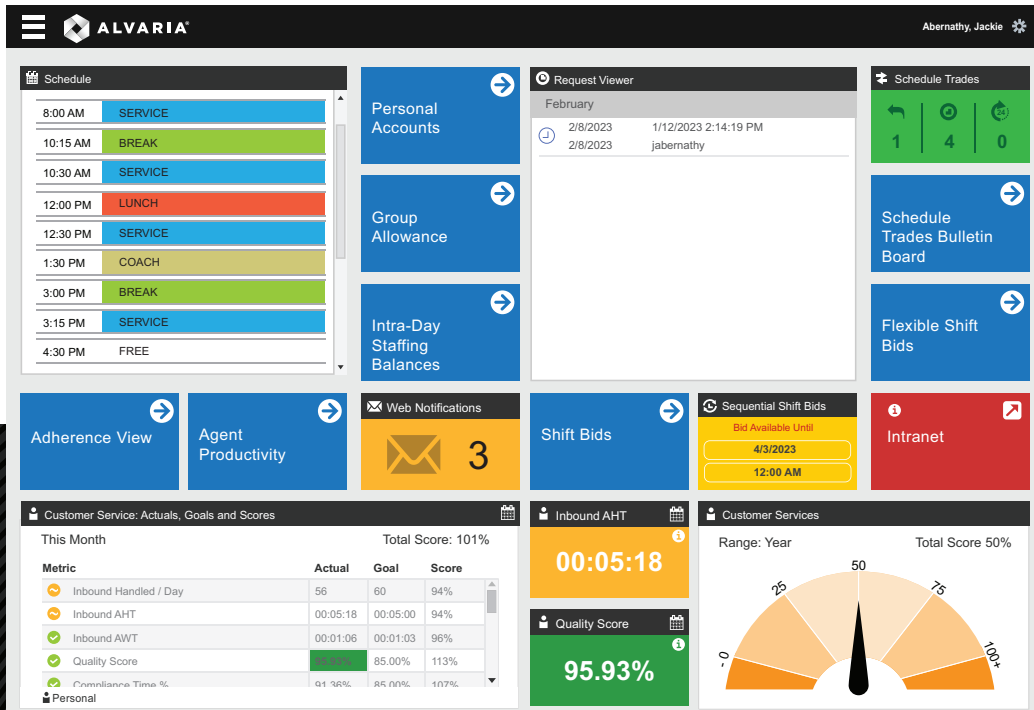 ALVARIA
Abernathy, Jackie
Schedule
8:00 AM SERVICE
10:15 AM BREAK
10:30 AM SERVICE
12:00 PM LUNCH
12:30 PM SERVICE
1:30 PM COACH
3:00 PM BREAK
3:15 PM SERVICE
4:30 PM FREE
Personal
Accounts
Group
Allowance
Intra-Day
Staffing
Balances
Request Viewer
February
2/8/2023 1/12/2023 2:14:19 PM
2/8/2023 jabernathy
Schedule Trades
24
1 4 0
Schedule
Trades Bulletin
Board
Flexible Shift
Bids
Adherence View
Agent
Productivity
Web Notifications
3
Shift Bids
Sequential Shift Bids
Bid Available Until
4/3/2023
12:00 AM
Intranet
Customer Service: Actuals, Goals and Scores
This Month Total Score: 101%
Metric Actual Goal Score
Inbound Handled / Day 56 60 94%
Inbound AHT 00:05:18 00:05:00 94%
Inbound AWT 00:01:06 00:01:03 96%
Quality Score 95.93% 85.00% 113%
Compliance Time % 91.36% 85.00% 107%
Personal
Inbound AHT
00:05:18
Quality Score
95.93%
Customer Services
Range: Year Total Score 50%
- 0
25
50
75
100+